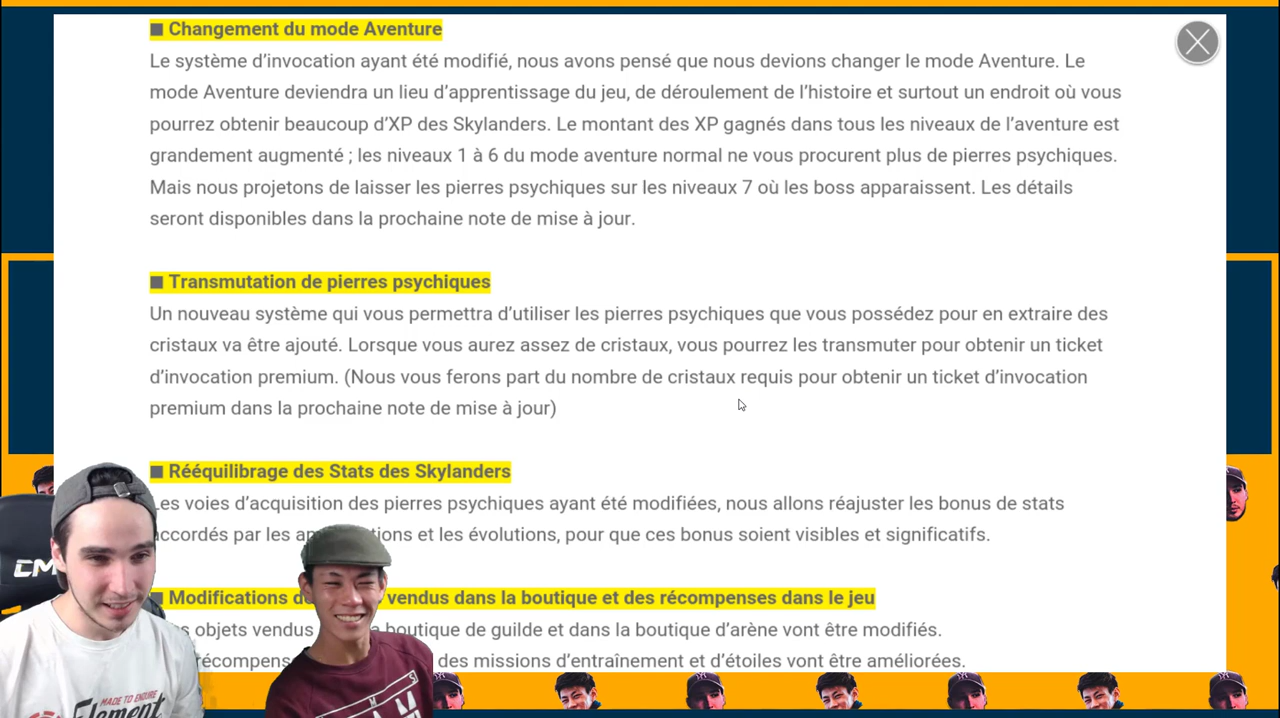 ■ Changement du mode Aventure
Le système d’invocation ayant été modifié, nous avons pensé que nous devions changer le mode Aventure. Le
mode Aventure deviendra un lieu d’apprentissage du jeu, de déroulement de l’histoire et surtout un endroit où vous
pourrez obtenir beaucoup d’XP des Skylanders. Le montant des XP gagnés dans tous les niveaux de l’aventure est
grandement augmenté ; les niveaux 1 à 6 du mode aventure normal ne vous procurent plus de pierres psychiques.
Mais nous projetons de laisser les pierres psychiques sur les niveaux 7 où les boss apparaissent. Les détails
seront disponibles dans la prochaine note de mise à jour.
■ Transmutation de pierres psychiques
Un nouveau système qui vous permettra d’utiliser les pierres psychiques que vous possédez pour en extraire des
cristaux va être ajouté. Lorsque vous aurez assez de cristaux, vous pourrez les transmuter pour obtenir un ticket
d’invocation premium. (Nous vous ferons part du nombre de cristaux requis pour obtenir un ticket d’invocation
premium dans la prochaine note de mise à jour)
■ Rééquilibrage des Stats des Skylanders
Les voies d’acquisition des pierres psychiques ayant été modifiées, nous allons réajuster les bonus de stats
accordés par les et les évolutions, pour que ces bonus soient visibles et significatifs.
■ Modifications vendus dans la boutique et des récompenses dans le jeu
objets vendus boutique de guilde et dans la boutique d’arène vont être modifiés.
des missions d’entraînement et d’étoiles vont être améliorées.
CM
MADE TO ENDURE
Element
M S